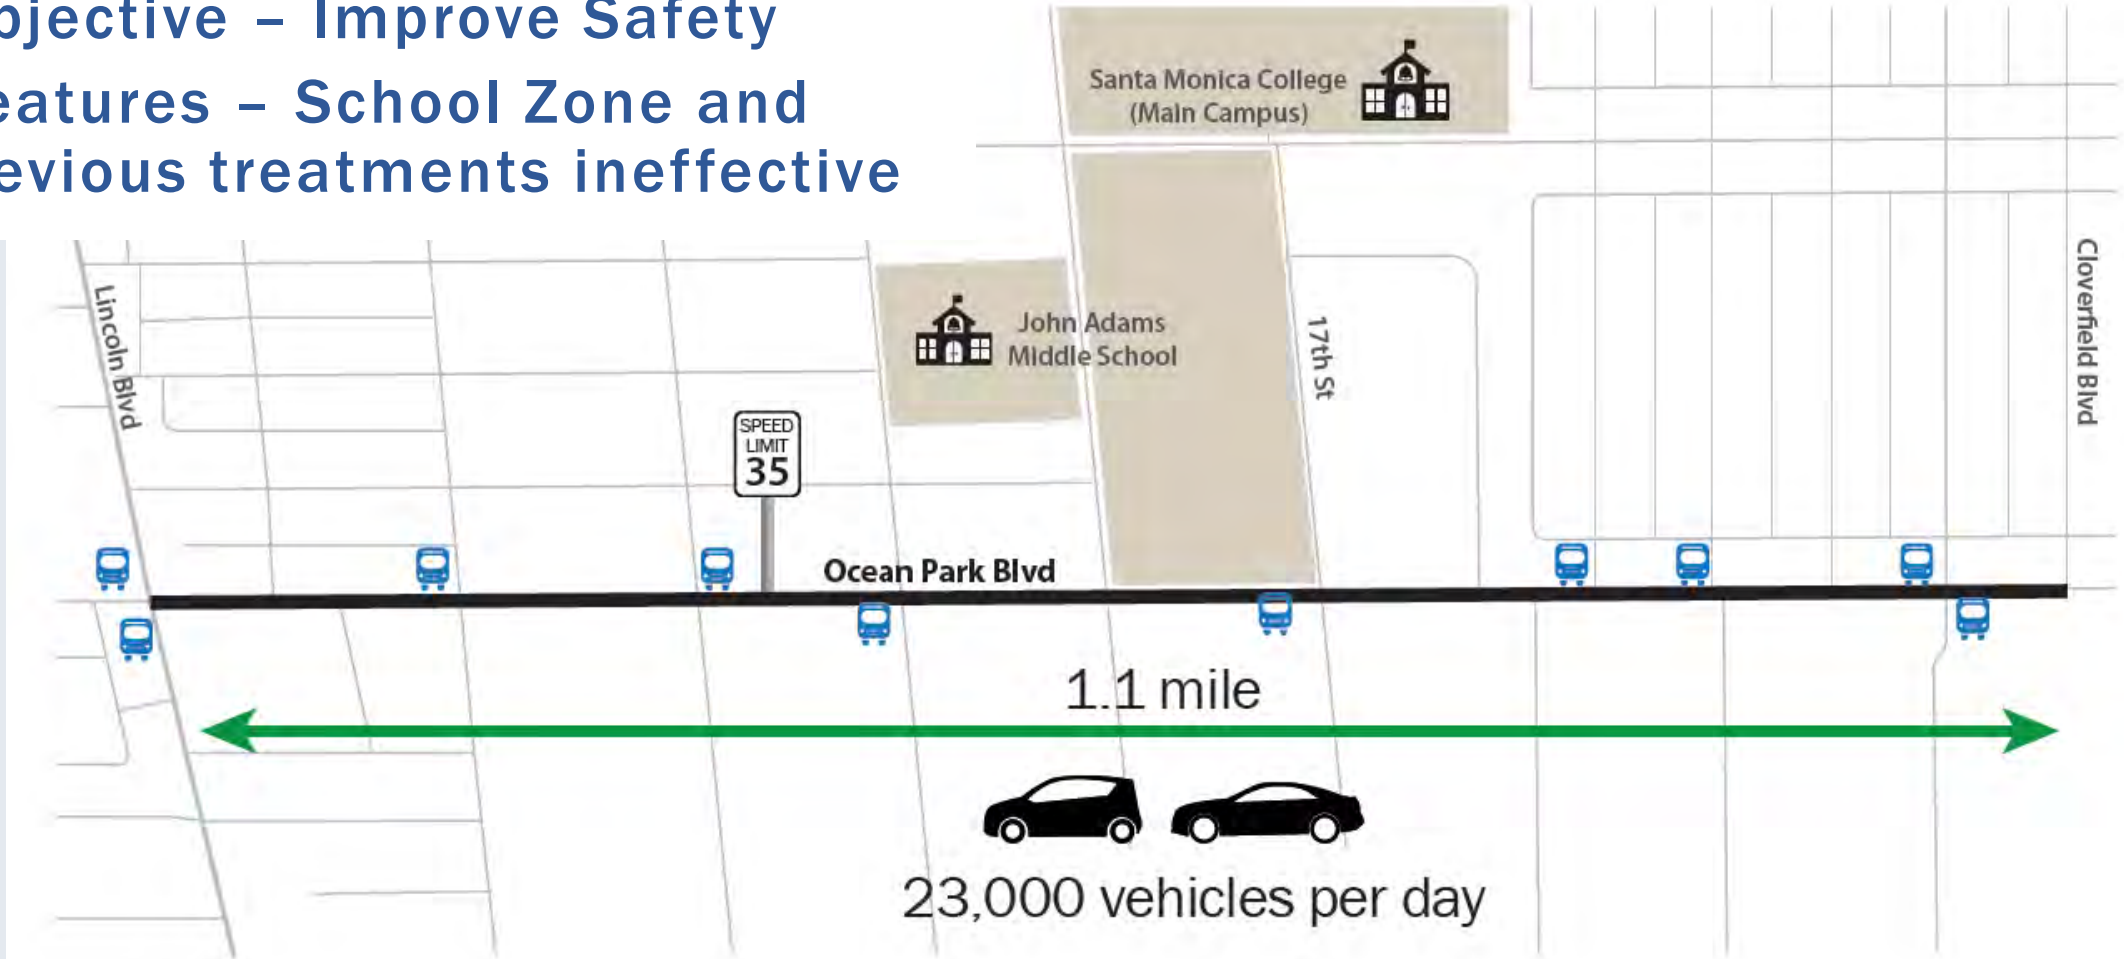 bjective – Improve Safety
eatures – School Zone and
evious treatments ineffective
Santa Monica College
(Main Campus)
Lincoln Blvd
John Adams
Middle School
17th St
Cloverfield Blvd
SPEED
LIMIT
35
Ocean Park Blvd
1.1 mile
23,000 vehicles per day